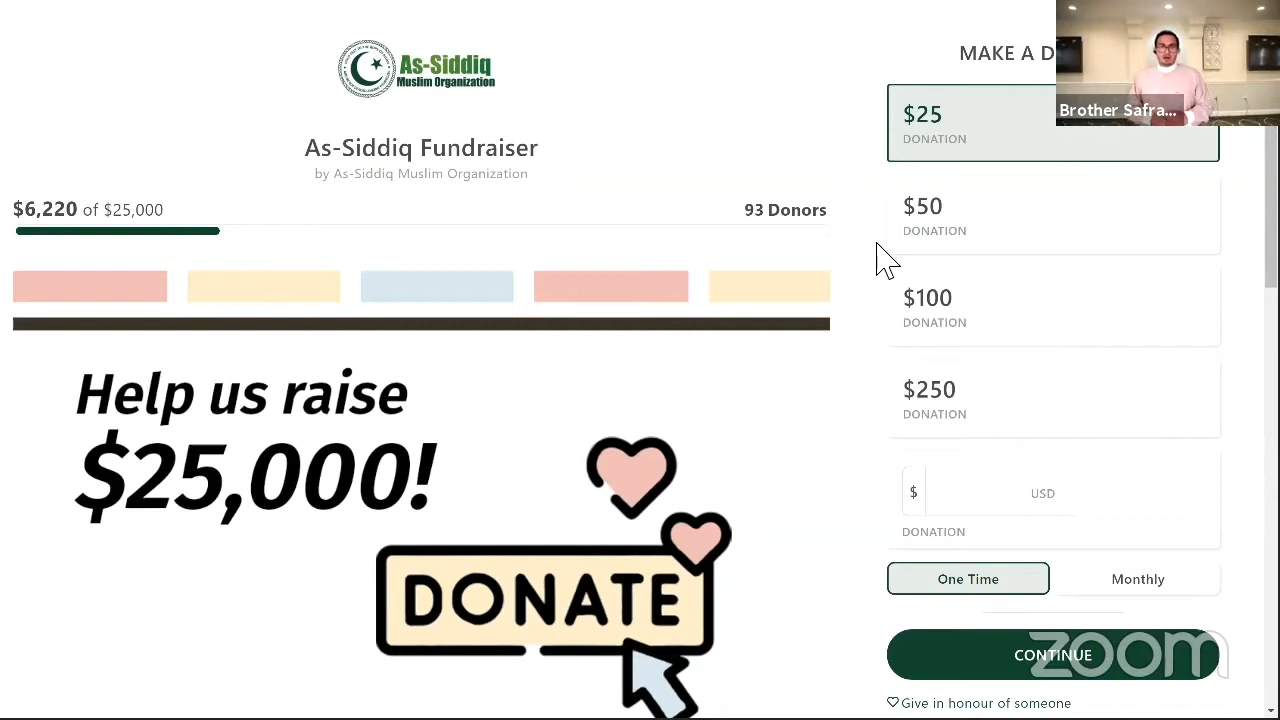 As-Siddiq
Muslim Organization
As-Siddiq Fundraiser
by As-Siddiq Muslim Organization
$6,220 of $25,000
93 Donors
Help us raise
$25,000!
DONATE
MAKE A D
Brother Safra...
$25
DONATION
$50
DONATION
$100
DONATION
$250
DONATION
$ USD
DONATION
One Time
Monthly
CONTINUE
zoom
Give in honour of someone